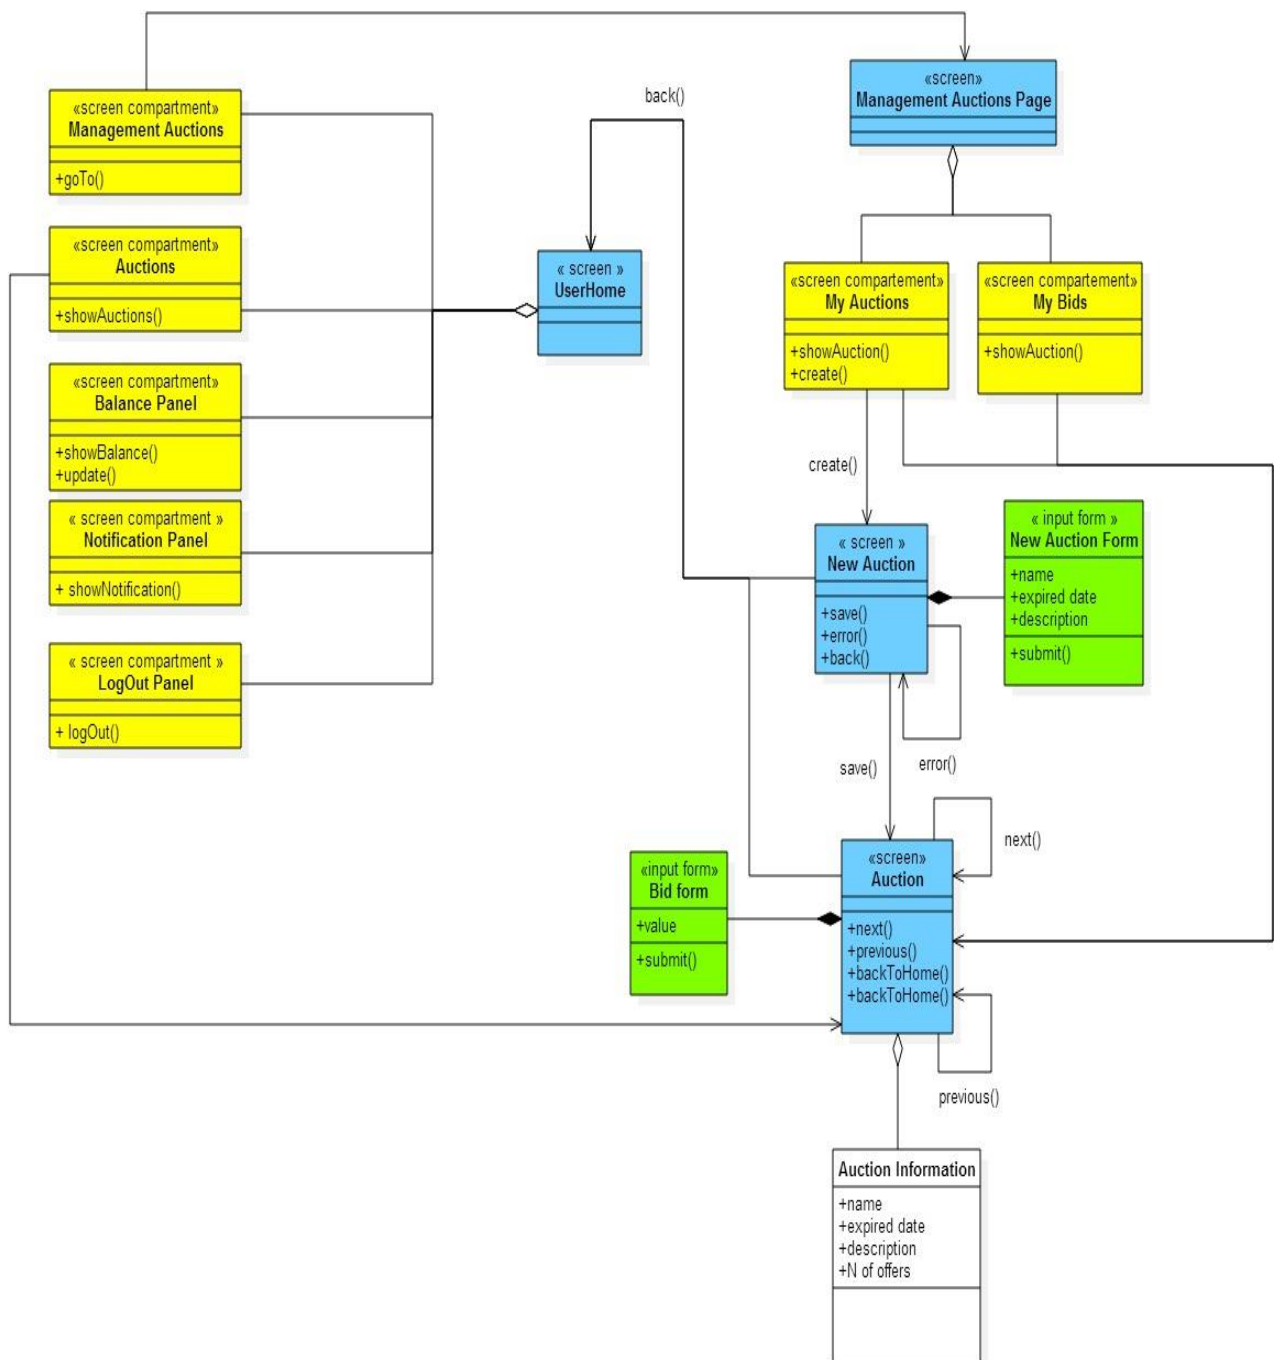 «screen compartment»
Management Auctions
+goTo()
«screen compartment»
Auctions
+showAuctions()
«screen compartment»
Balance Panel
+showBalance()
+update()
« screen compartment »
Notification Panel
+ showNotification()
« screen compartment »
LogOut Panel
+ logOut()
back()
« screen »
UserHome
«screen»
Management Auctions Page
«screen compartement»
My Auctions
+showAuction()
+create()
«screen compartement»
My Bids
+showAuction()
create()
« screen »
New Auction
+save()
+error()
+back()
« input form »
New Auction Form
+name
+expired date
+description
+submit()
save()
error()
«input form»
Bid form
+value
+submit()
«screen»
Auction
+next()
+previous()
+backToHome()
+backToHome()
next()
previous()
Auction Information
+name
+expired date
+description
+N of offers